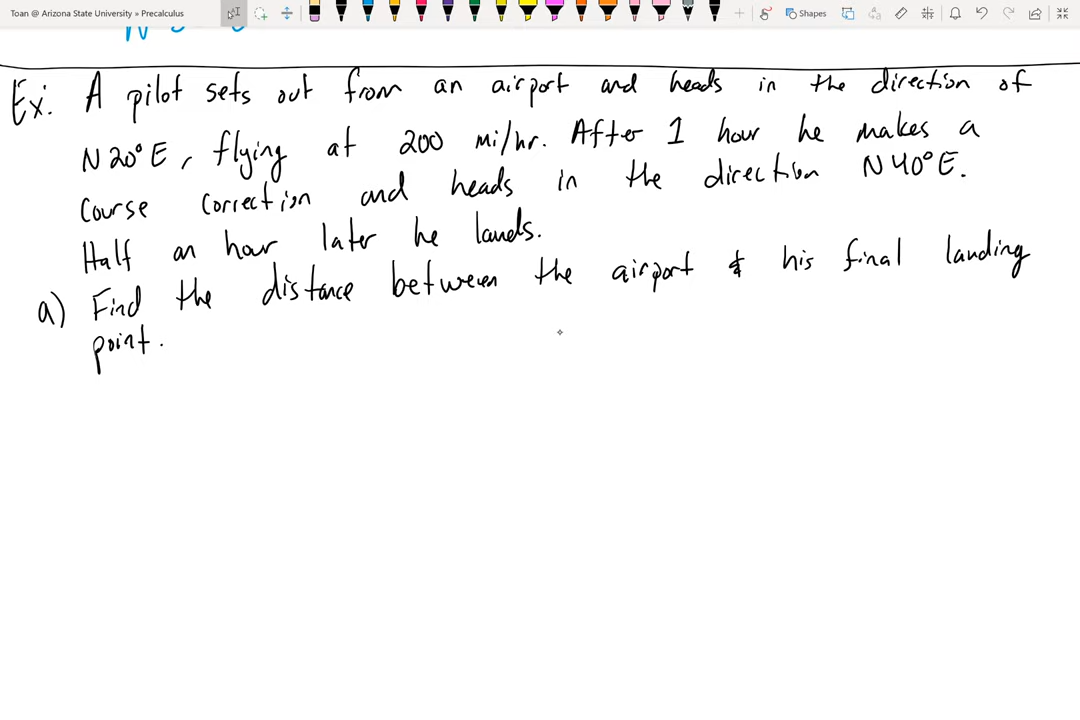 Toan @ Arizona State University » Precalculus
Shapes
Ex: A pilot sets out from an airport and heads in the direction of
N 20° E, flying at 200 mi/hr. After 1 hour he makes a
Course Correction and heads in the direction N40°E.
Half an hour later he lands.
a) Find the distance between the airport & his final landing
point.